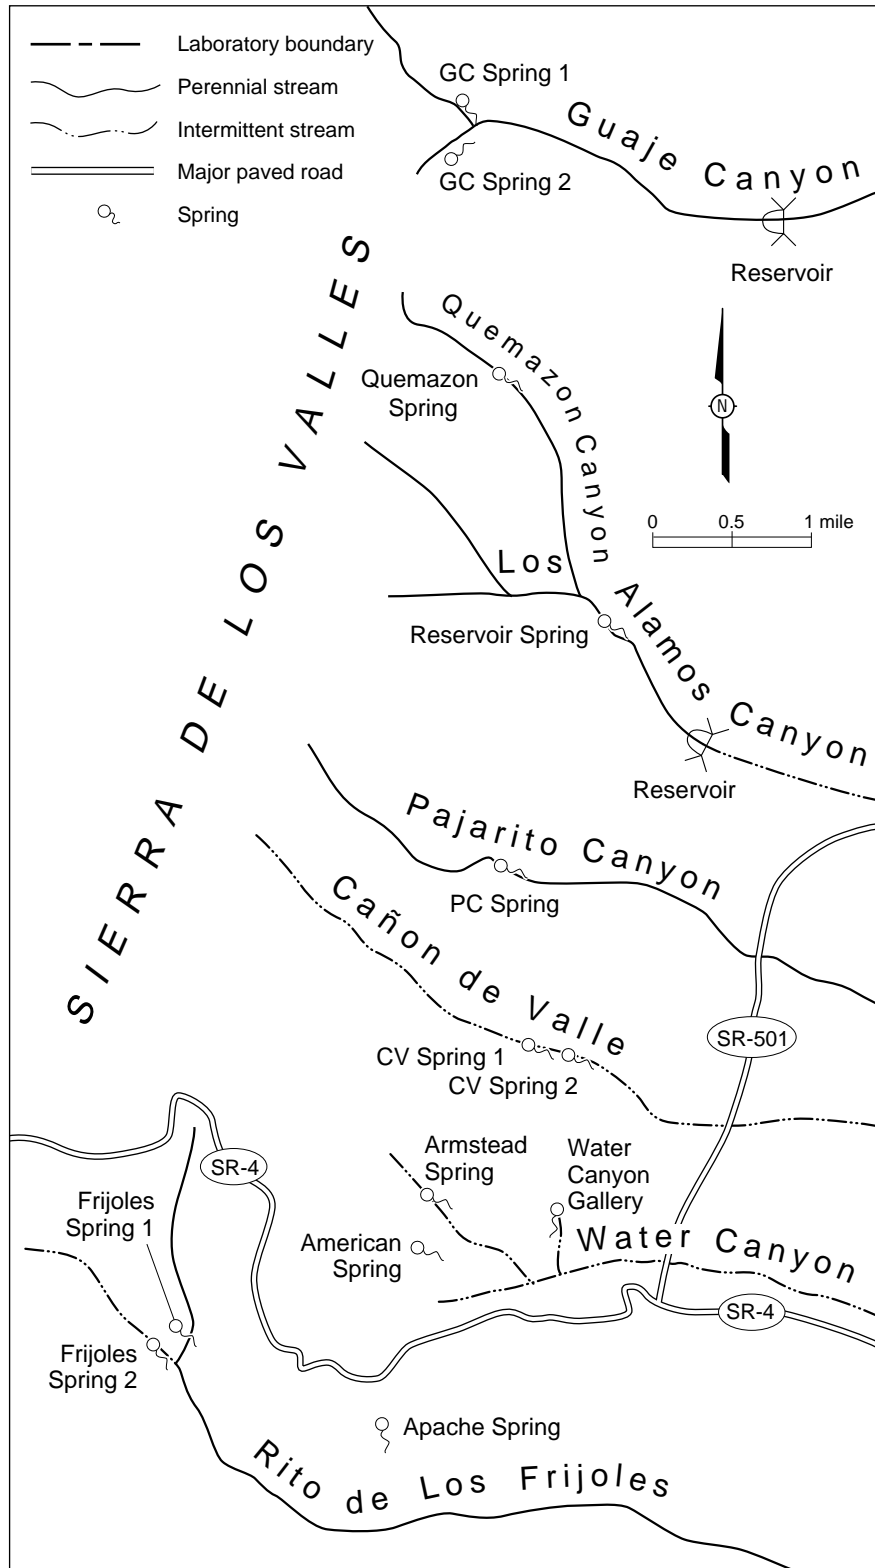 Laboratory boundary
Perennial stream
Intermittent stream
Major paved road
Spring
GC Spring 1
GC Spring 2
Guaje Canyon
Reservoir
SIERRA DE LOS VALLES
Quemazon Canyon
Quemazon
Spring
N
0 0.5 1 mile
Los Alamos Canyon
Reservoir Spring
Reservoir
Pajarito Canyon
PC Spring
Cañon de Valle
SR-501
CV Spring 1
CV Spring 2
Armstead
Spring
Water
Canyon
Gallery
SR-4
Frijoles
Spring 1
American
Spring
Water Canyon
SR-4
Frijoles
Spring 2
Apache Spring
Rito de Los Frijoles